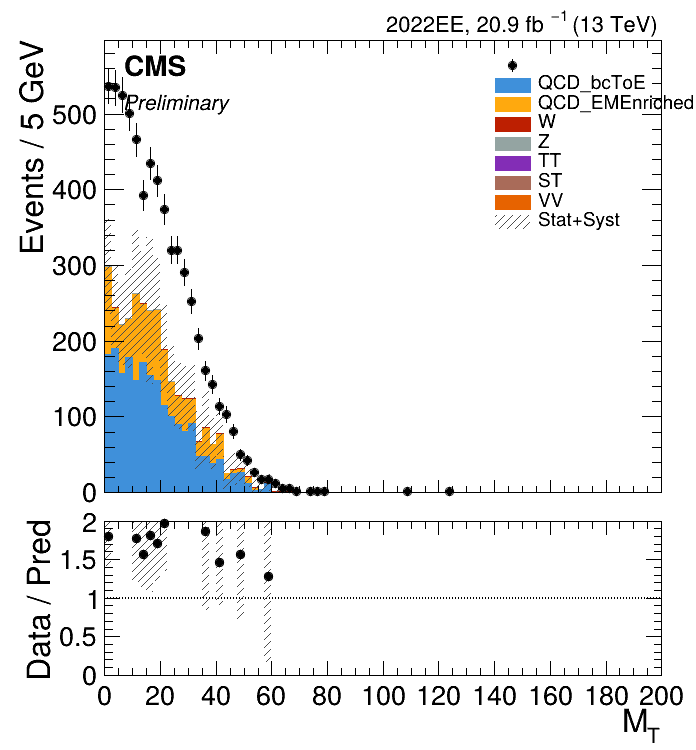 2022EE, 20.9 fb⁻¹ (13 TeV)
CMS
Preliminary
QCD_bcToE
QCD_EMEnriched
W
Z
TT
ST
VV
Stat+Syst
Events / 5 GeV
500
400
300
200
100
0
Data / Pred
2
1.5
1
0.5
0
0 20 40 60 80 100 120 140 160 180 200
M_T